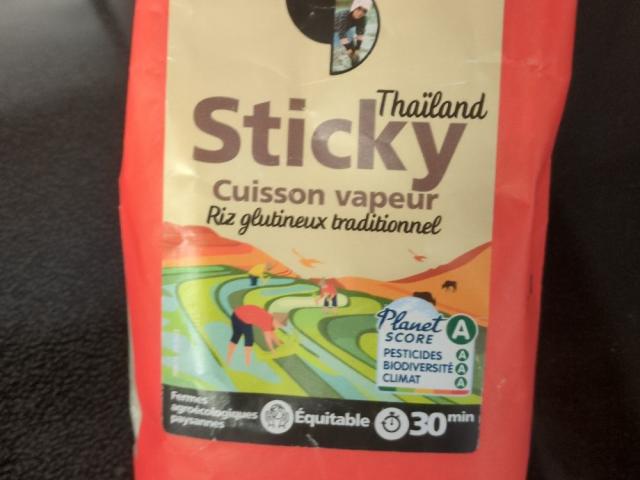 Thaïland
Sticky
Cuisson vapeur
Riz glutineux traditionnel
Planet
SCORE
A
PESTICIDES A
BIODIVERSITÉ A
CLIMAT A
Fermes
agroécologiques
paysannes
Équitable
30 min